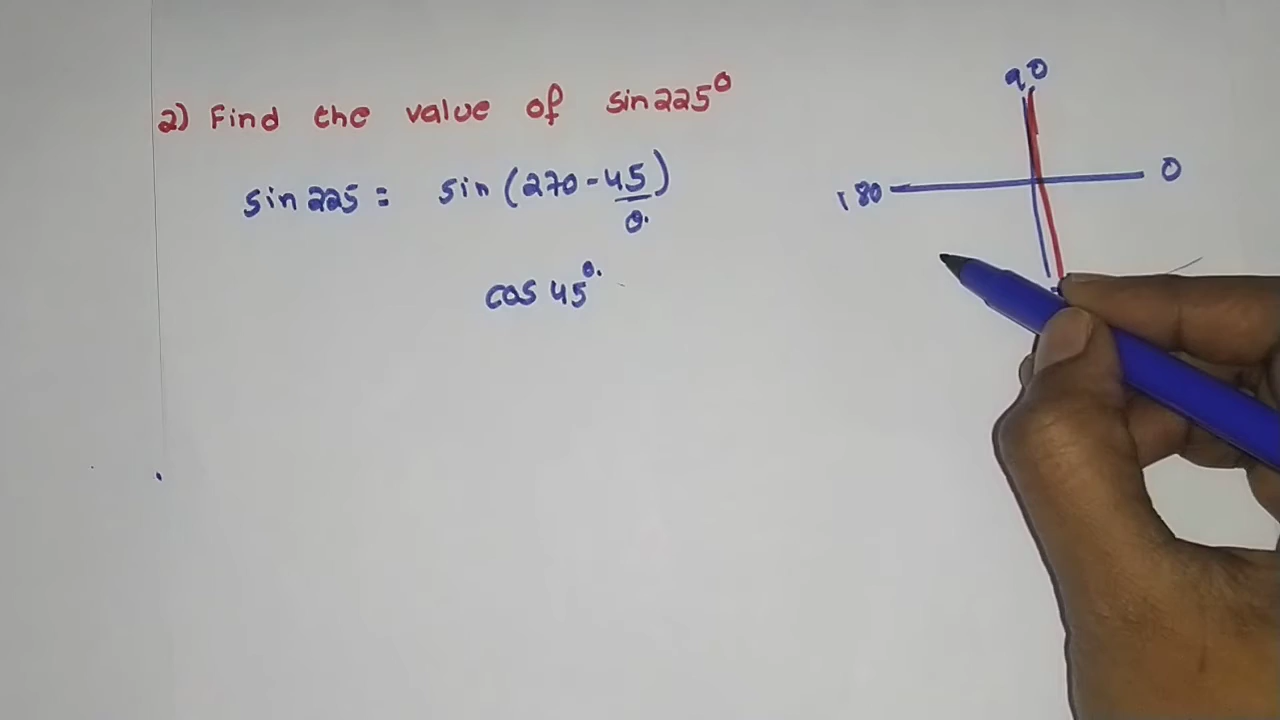 2) Find the value of sin225°
sin225 = sin (270-45)
θ.
cos 45°.
90
180
0